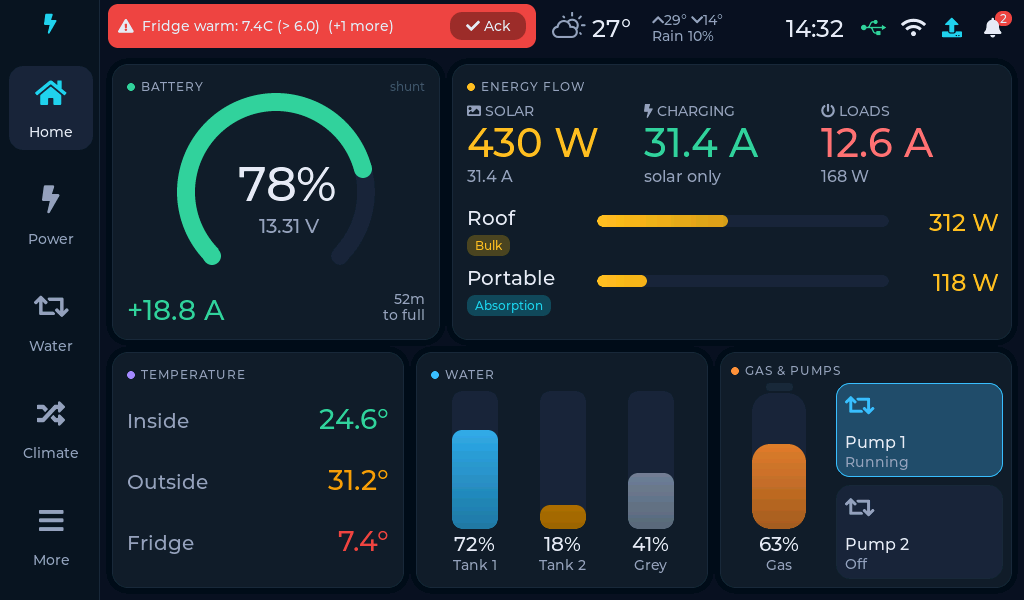 Fridge warm: 7.4C (> 6.0)  (+1 more)
Ack
27°
29° 14°
Rain 10%
14:32
2
Home
Power
Water
Climate
More
BATTERY
shunt
78%
13.31 V
+18.8 A
52m
to full
ENERGY FLOW
SOLAR
430 W
31.4 A
CHARGING
31.4 A
solar only
LOADS
12.6 A
168 W
Roof
Bulk
312 W
Portable
Absorption
118 W
TEMPERATURE
Inside 24.6°
Outside 31.2°
Fridge 7.4°
WATER
72%
Tank 1
18%
Tank 2
41%
Grey
GAS & PUMPS
63%
Gas
Pump 1
Running
Pump 2
Off